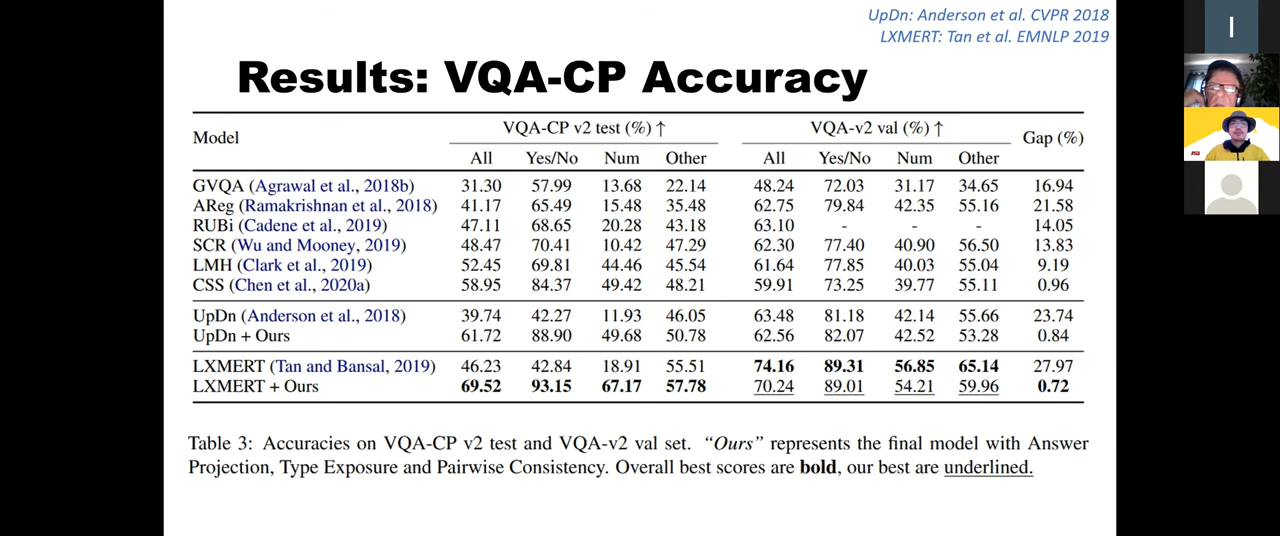 UpDn: Anderson et al. CVPR 2018
LXMERT: Tan et al. EMNLP 2019
Results: VQA-CP Accuracy
Model VQA-CP v2 test (%) ↑ VQA-v2 val (%) ↑ Gap (%)
All Yes/No Num Other All Yes/No Num Other
GVQA (Agrawal et al., 2018b) 31.30 57.99 13.68 22.14 48.24 72.03 31.17 34.65 16.94
AReg (Ramakrishnan et al., 2018) 41.17 65.49 15.48 35.48 62.75 79.84 42.35 55.16 21.58
RUBi (Cadene et al., 2019) 47.11 68.65 20.28 43.18 63.10 - - - 14.05
SCR (Wu and Mooney, 2019) 48.47 70.41 10.42 47.29 62.30 77.40 40.90 56.50 13.83
LMH (Clark et al., 2019) 52.45 69.81 44.46 45.54 61.64 77.85 40.03 55.04 9.19
CSS (Chen et al., 2020a) 58.95 84.37 49.42 48.21 59.91 73.25 39.77 55.11 0.96
UpDn (Anderson et al., 2018) 39.74 42.27 11.93 46.05 63.48 81.18 42.14 55.66 23.74
UpDn + Ours 61.72 88.90 49.68 50.78 62.56 82.07 42.52 53.28 0.84
LXMERT (Tan and Bansal, 2019) 46.23 42.84 18.91 55.51 74.16 89.31 56.85 65.14 27.97
LXMERT + Ours 69.52 93.15 67.17 57.78 70.24 89.01 54.21 59.96 0.72
Table 3: Accuracies on VQA-CP v2 test and VQA-v2 val set. “Ours” represents the final model with Answer
Projection, Type Exposure and Pairwise Consistency. Overall best scores are bold, our best are underlined.
I